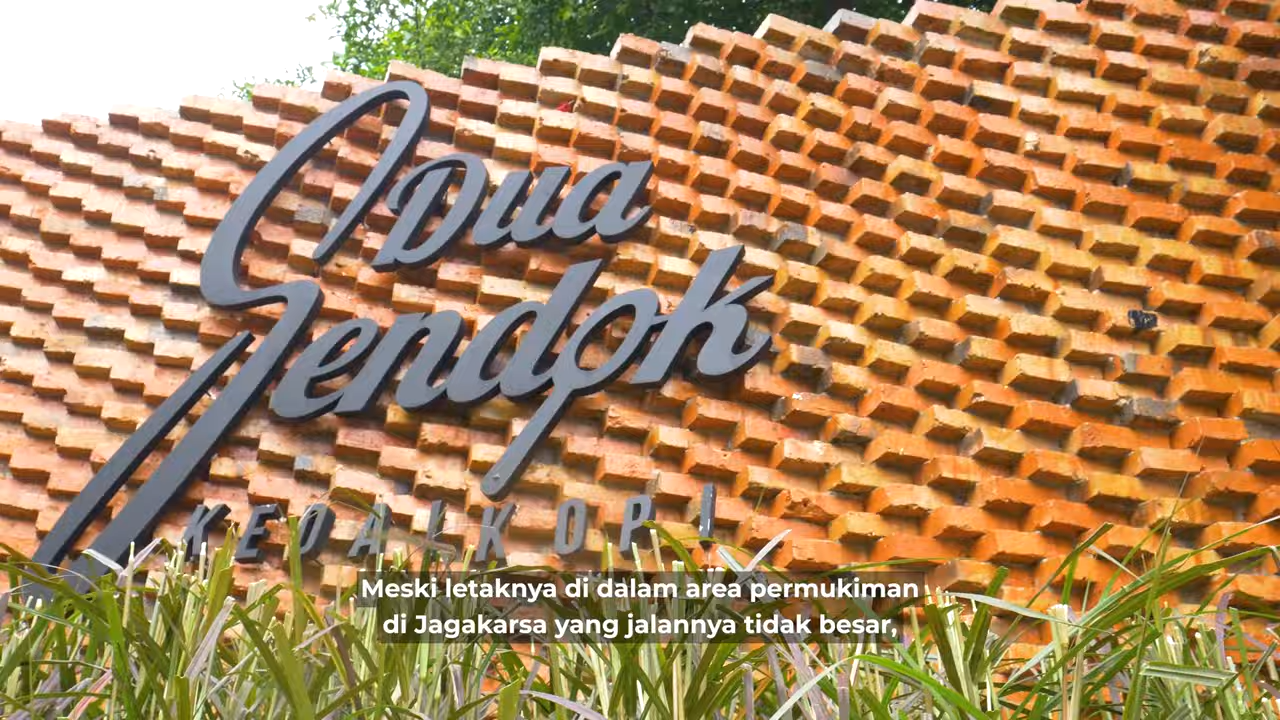 Dua
Sendok
KEDAI KOPI
Meski letaknya di dalam area permukiman
di Jagakarsa yang jalannya tidak besar,